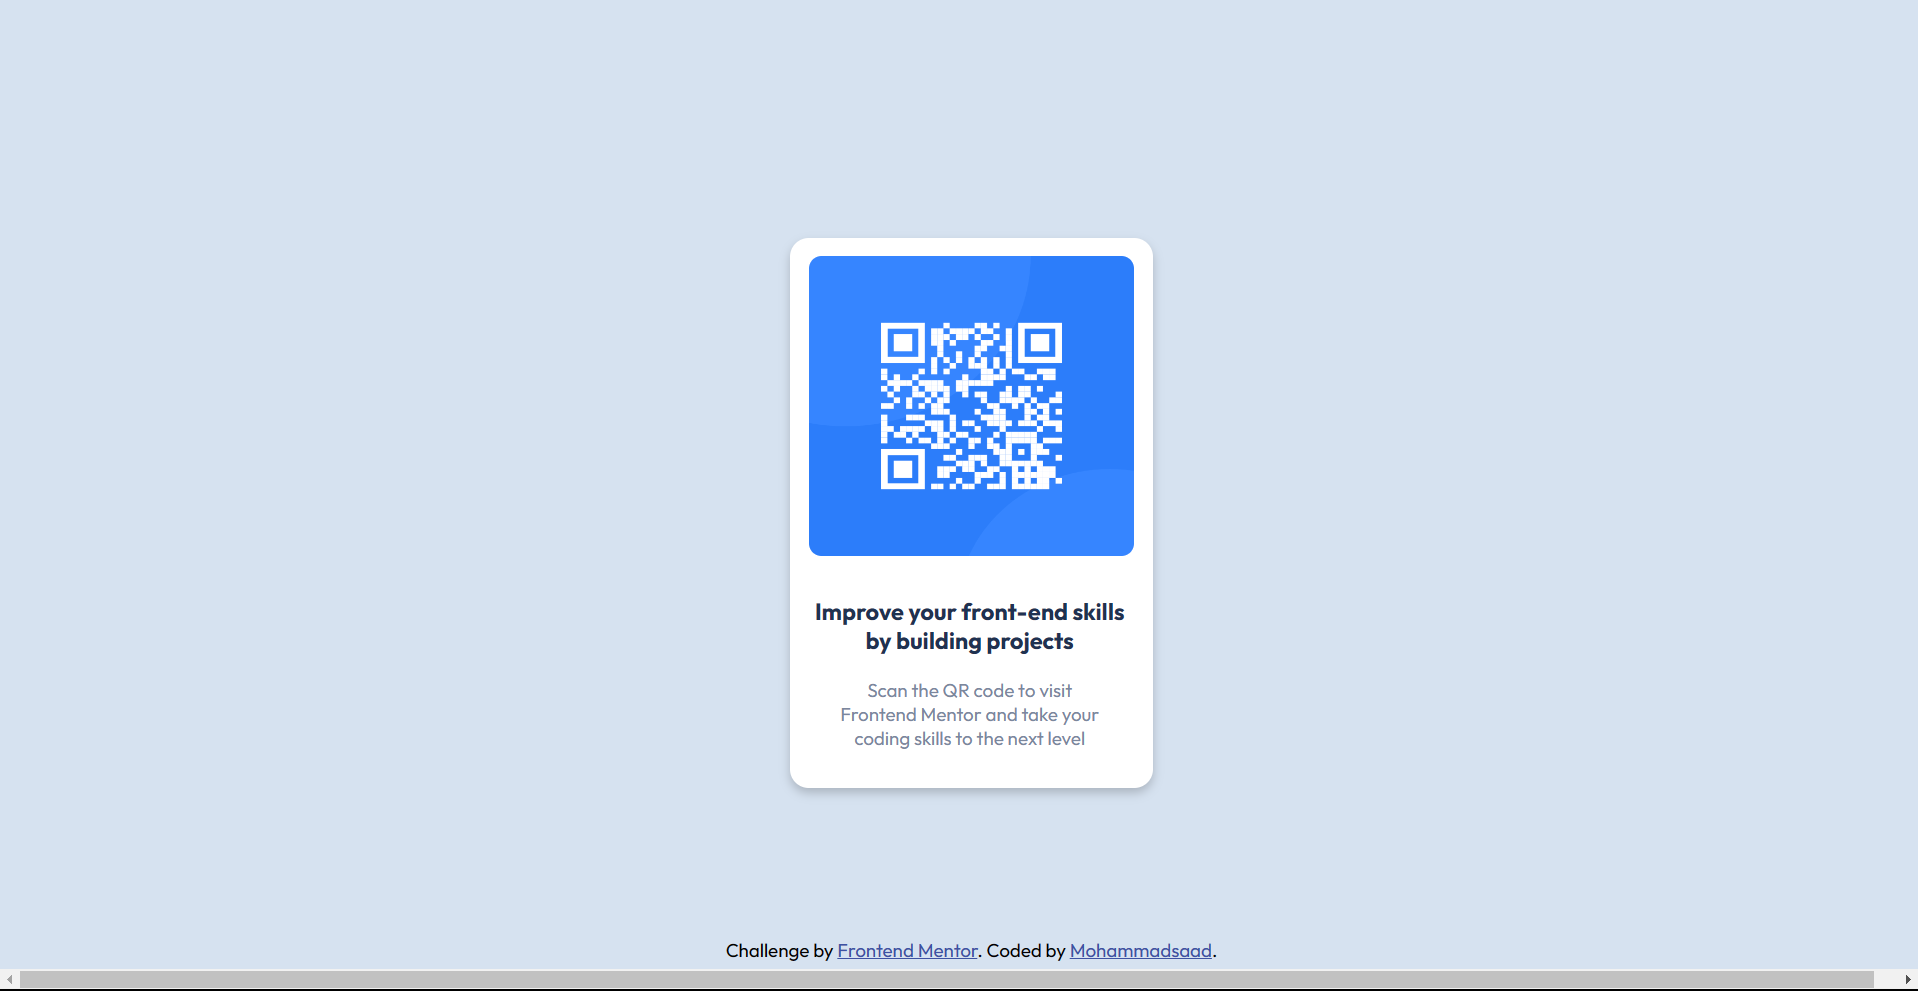 Improve your front-end skills
by building projects
Scan the QR code to visit
Frontend Mentor and take your
coding skills to the next level
Challenge by Frontend Mentor. Coded by Mohammadsaad.